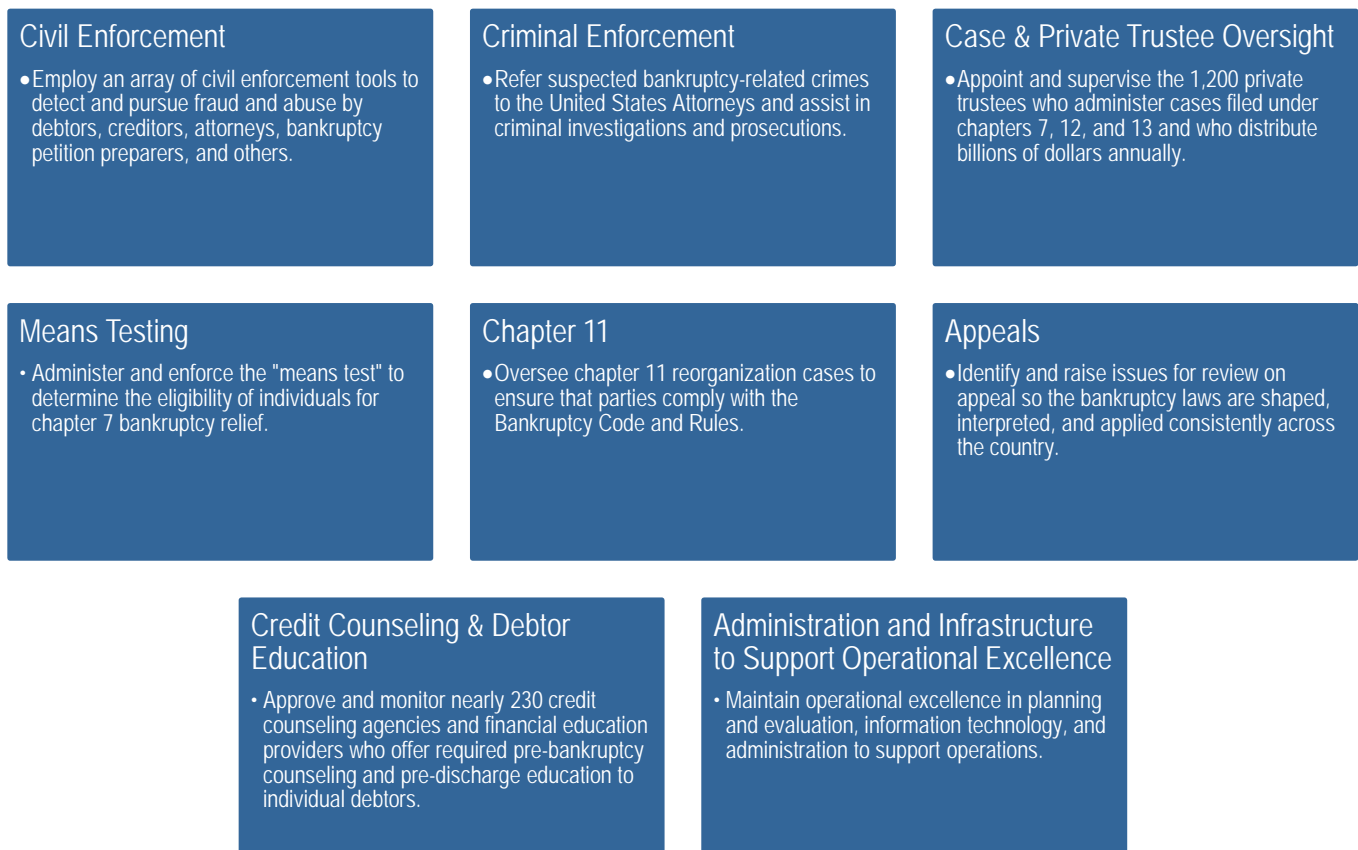 Civil Enforcement
•Employ an array of civil enforcement tools to
detect and pursue fraud and abuse by
debtors, creditors, attorneys, bankruptcy
petition preparers, and others.
Criminal Enforcement
•Refer suspected bankruptcy-related crimes
to the United States Attorneys and assist in
criminal investigations and prosecutions.
Case & Private Trustee Oversight
•Appoint and supervise the 1,200 private
trustees who administer cases filed under
chapters 7, 12, and 13 and who distribute
billions of dollars annually.
Means Testing
• Administer and enforce the "means test" to
determine the eligibility of individuals for
chapter 7 bankruptcy relief.
Chapter 11
•Oversee chapter 11 reorganization cases to
ensure that parties comply with the
Bankruptcy Code and Rules.
Appeals
•Identify and raise issues for review on
appeal so the bankruptcy laws are shaped,
interpreted, and applied consistently across
the country.
Credit Counseling & Debtor
Education
• Approve and monitor nearly 230 credit
counseling agencies and financial education
providers who offer required pre-bankruptcy
counseling and pre-discharge education to
individual debtors.
Administration and Infrastructure
to Support Operational Excellence
• Maintain operational excellence in planning
and evaluation, information technology, and
administration to support operations.